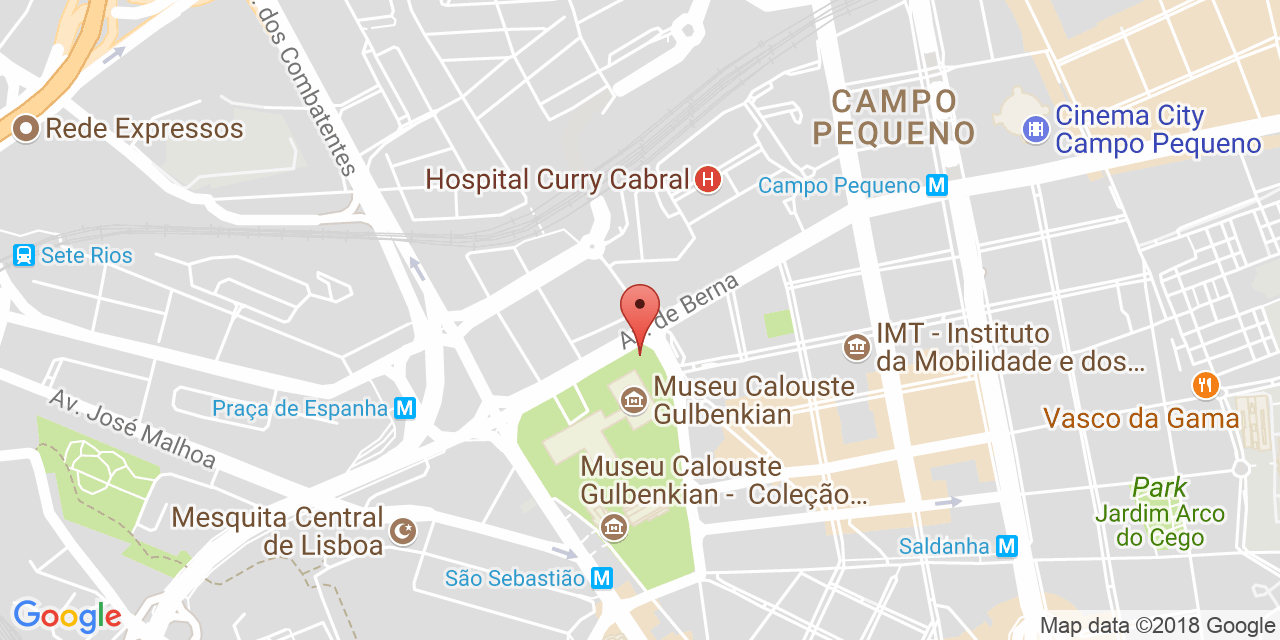 Av. dos Combatentes
CAMPO
PEQUENO
Cinema City
Campo Pequeno
Rede Expressos
Hospital Curry Cabral
H
Campo Pequeno M
Sete Rios
Av. de Berna
IMT - Instituto
da Mobilidade e dos...
Museu Calouste
Gulbenkian
Praça de Espanha M
Vasco da Gama
Av. José Malhoa
Museu Calouste
Gulbenkian - Coleção...
Park
Jardim Arco
do Cego
Mesquita Central
de Lisboa
Saldanha M
São Sebastião M
Google
Map data ©2018 Google